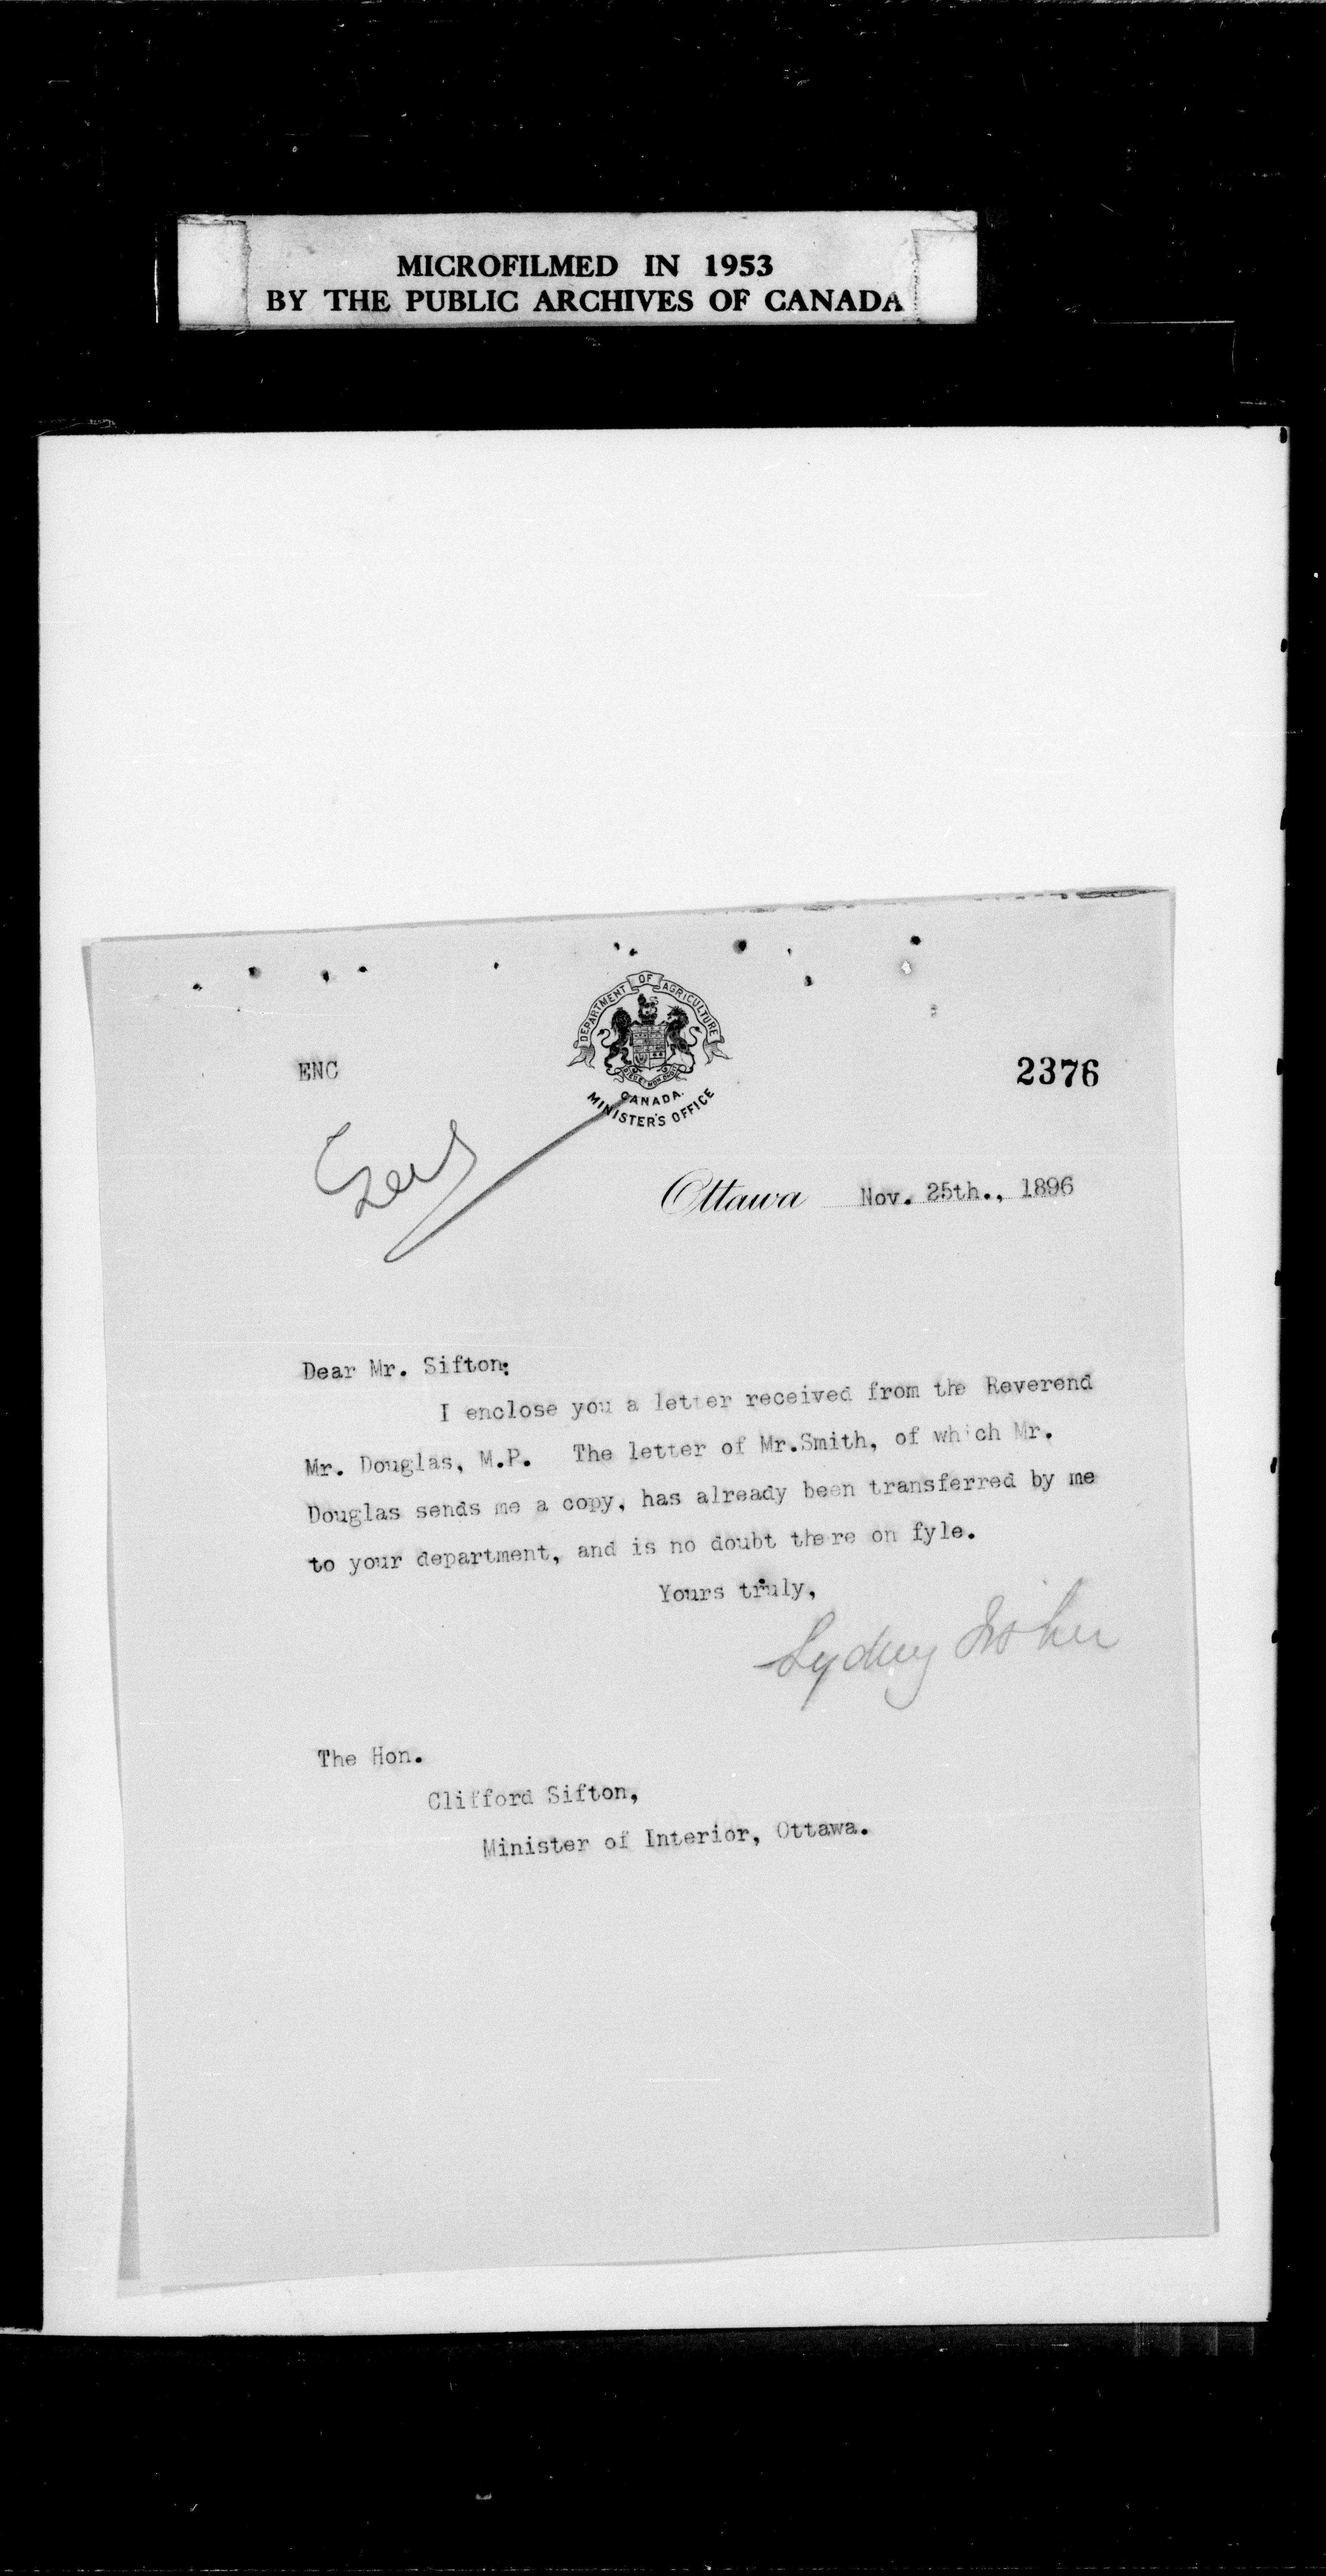 MICROFILMED IN 1953
BY THE PUBLIC ARCHIVES OF CANADA
DEPARTMENT OF AGRICULTURE
CANADA.
MINISTER'S OFFICE
ENC
2376
Ottawa Nov. 25th., 1896
Dear Mr. Sifton:
I enclose you a letter received from the Reverend
Mr. Douglas, M.P. The letter of Mr.Smith, of which Mr.
Douglas sends me a copy, has already been transferred by me
to your department, and is no doubt there on fyle.
Yours truly,
Sydney Fisher
The Hon.
Clifford Sifton,
Minister of Interior, Ottawa.